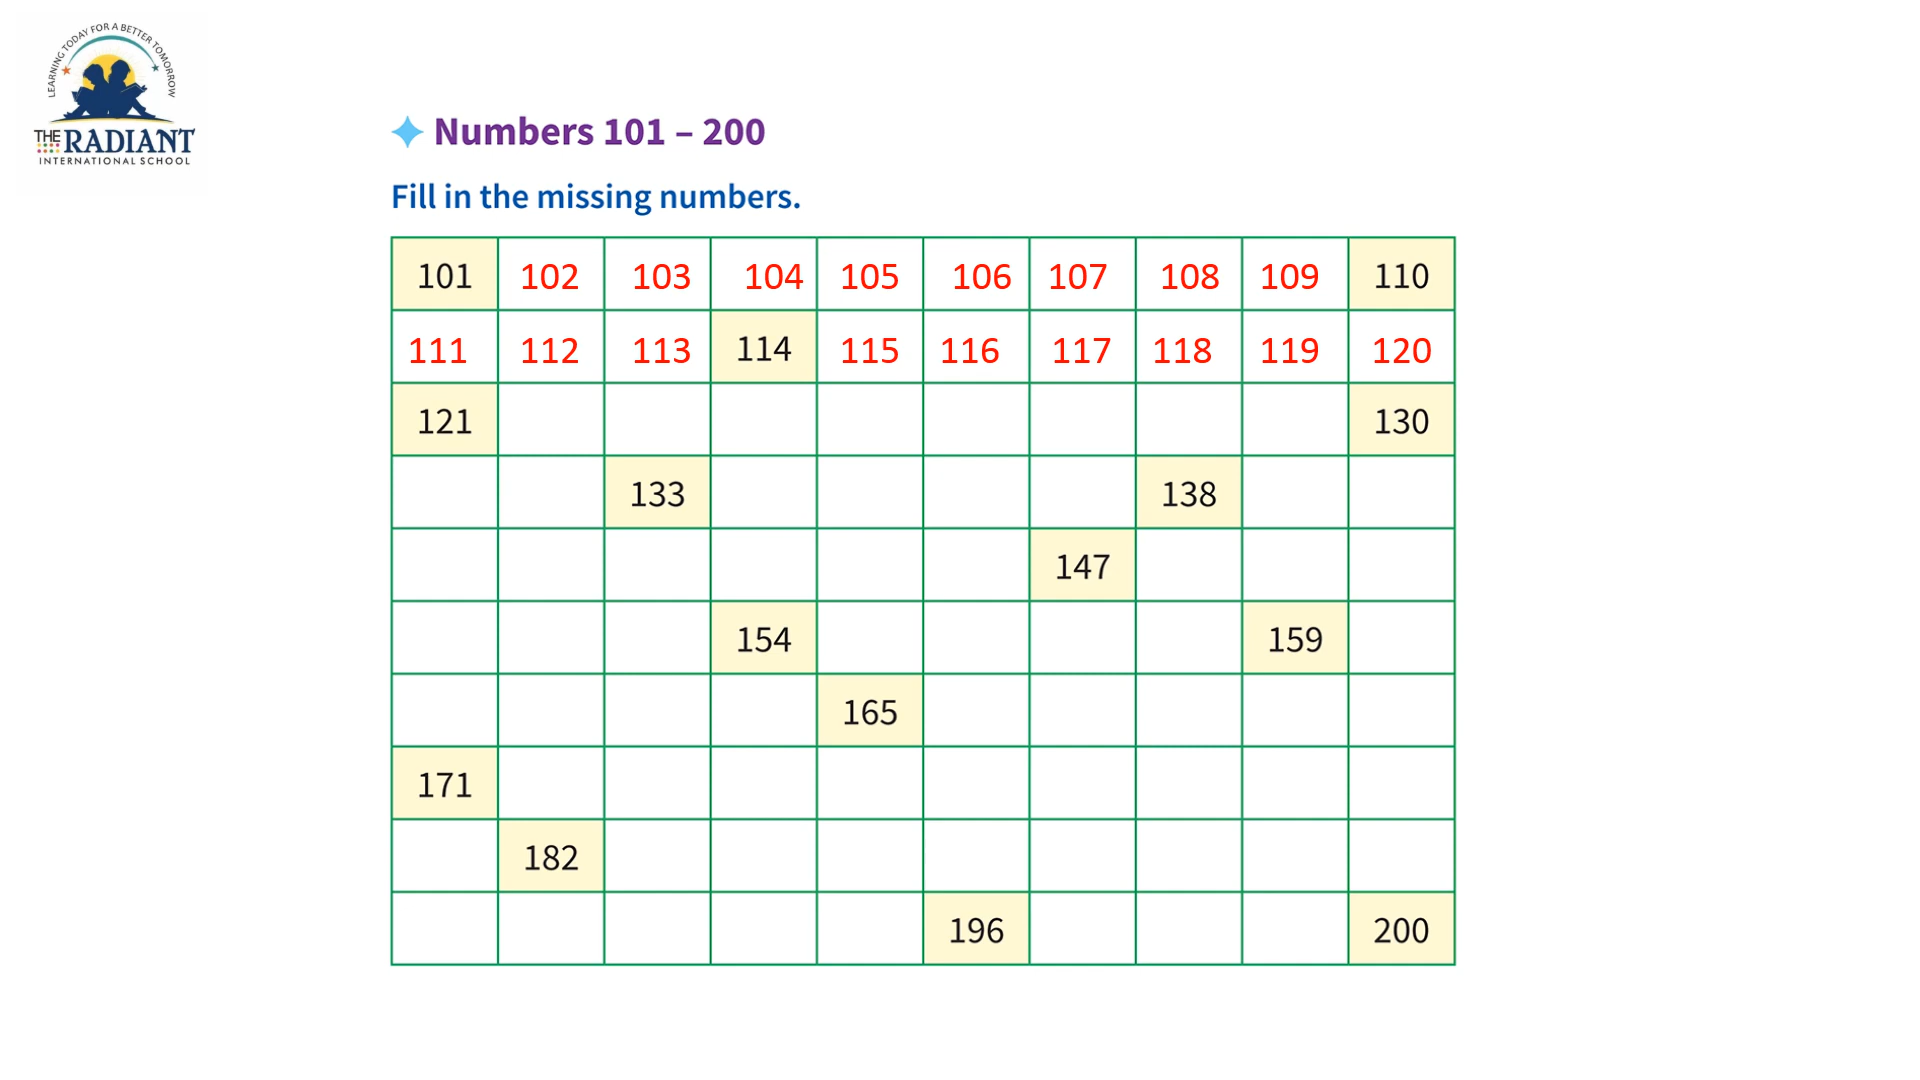 LEARNING TODAY FOR A BETTER TOMORROW
THE RADIANT
INTERNATIONAL SCHOOL
Numbers 101 – 200
Fill in the missing numbers.
101 102 103 104 105 106 107 108 109 110
111 112 113 114 115 116 117 118 119 120
121 130
133 138
147
154 159
165
171
182
196 200